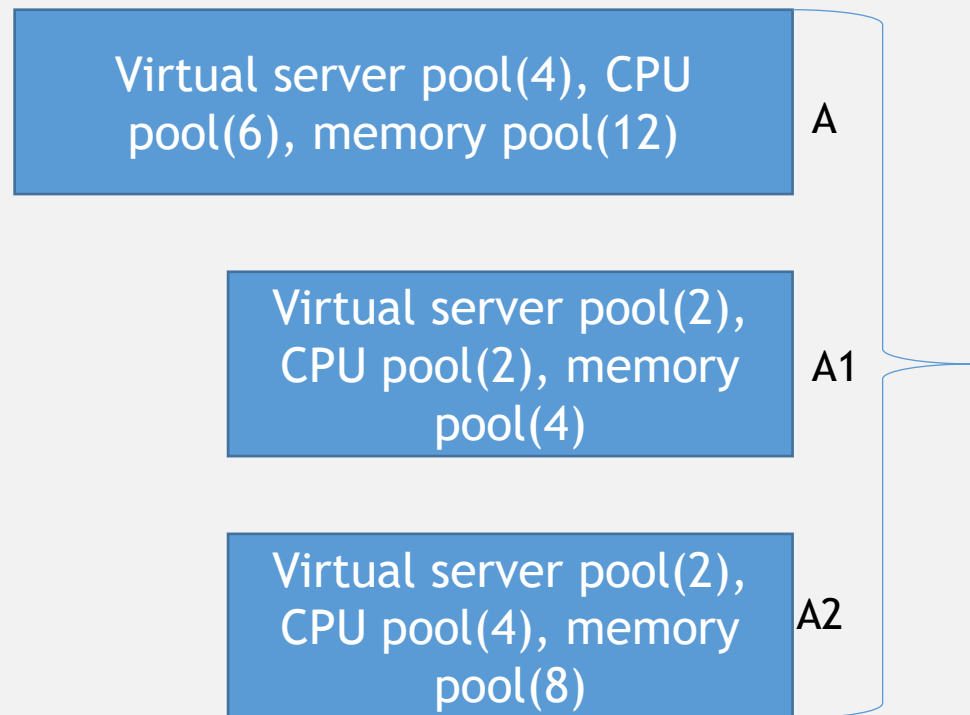 Virtual server pool(4), CPU
pool(6), memory pool(12)
A
Virtual server pool(2),
CPU pool(2), memory
pool(4)
A1
Virtual server pool(2),
CPU pool(4), memory
pool(8)
A2